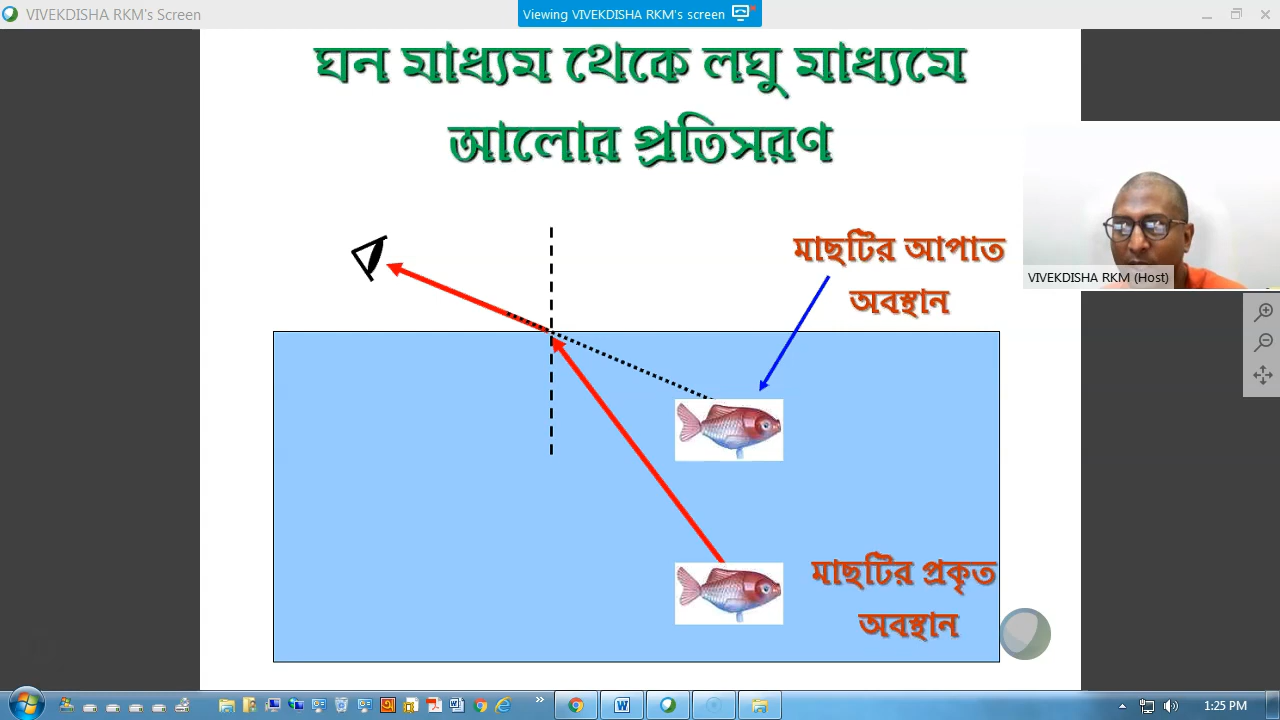 VIVEKDISHA RKM's Screen
Viewing VIVEKDISHA RKM's screen
ঘন মাধ্যম থেকে লঘু মাধ্যমে
আলোর প্রতিসরণ
মাছটির আপাত
অবস্থান
VIVEKDISHA RKM (Host)
মাছটির প্রকৃত
অবস্থান
1:25 PM